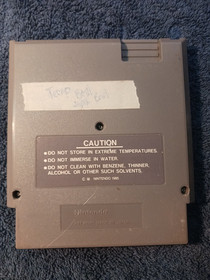 CAUTION
● DO NOT STORE IN EXTREME TEMPERATURES.
● DO NOT IMMERSE IN WATER.
● DO NOT CLEAN WITH BENZENE, THINNER,
ALCOHOL OR OTHER SUCH SOLVENTS.
NINTENDO